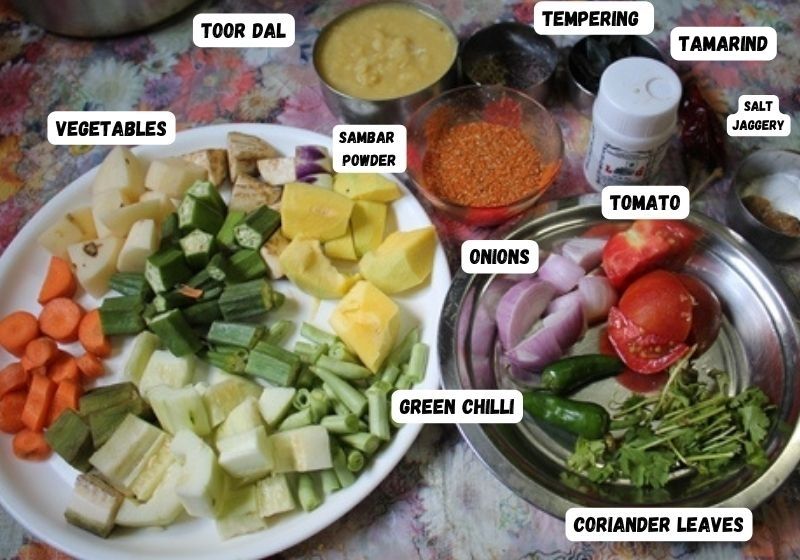 TOOR DAL
TEMPERING
TAMARIND
VEGETABLES
SAMBAR
POWDER
SALT
JAGGERY
TOMATO
ONIONS
GREEN CHILLI
CORIANDER LEAVES